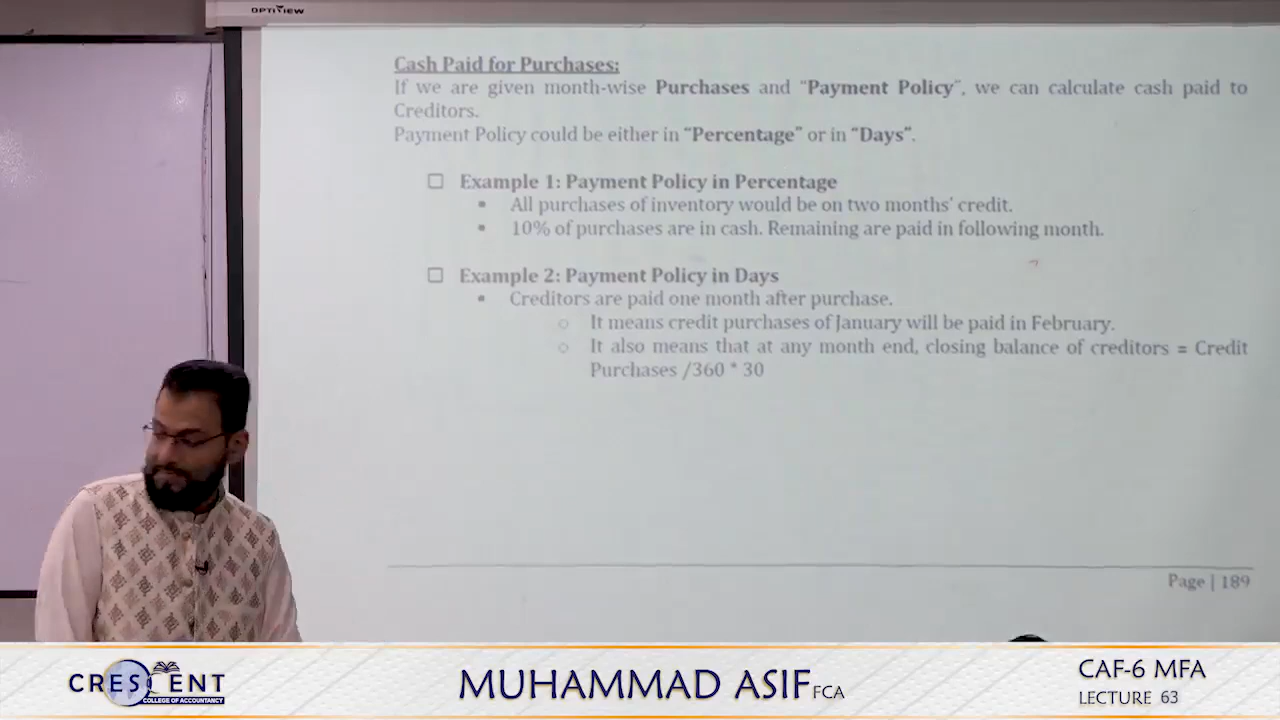 OPTIVIEW
Cash Paid for Purchases:
If we are given month-wise Purchases and "Payment Policy", we can calculate cash paid to
Creditors.
Payment Policy could be either in "Percentage" or in "Days".
☐ Example 1: Payment Policy in Percentage
▪ All purchases of inventory would be on two months' credit.
▪ 10% of purchases are in cash. Remaining are paid in following month.
☐ Example 2: Payment Policy in Days
▪ Creditors are paid one month after purchase.
○ It means credit purchases of January will be paid in February.
○ It also means that at any month end, closing balance of creditors = Credit
Purchases /360 * 30
Page | 189
CRESCENT
COLLEGE OF ACCOUNTANCY
MUHAMMAD ASIF FCA
CAF-6 MFA
LECTURE 63